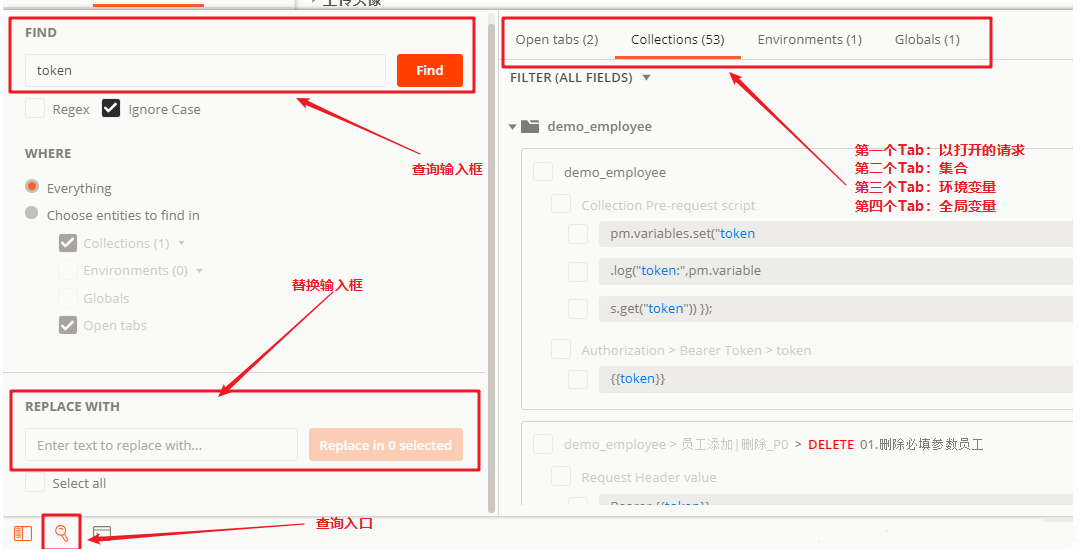 上传头像
FIND
token
Find
Regex
Ignore Case
查询输入框
WHERE
Everything
Choose entities to find in
Collections (1)
Environments (0)
Globals
Open tabs
替换输入框
REPLACE WITH
Enter text to replace with...
Replace in 0 selected
Select all
查询入口
Open tabs (2)
Collections (53)
Environments (1)
Globals (1)
FILTER (ALL FIELDS)
demo_employee
第一个Tab：以打开的请求
第二个Tab：集合
第三个Tab：环境变量
第四个Tab：全局变量
demo_employee
Collection Pre-request script
pm.variables.set("token
.log("token:",pm.variable
s.get("token")) });
Authorization > Bearer Token > token
{{token}}
demo_employee > 员工添加|删除_P0 > DELETE 01.删除必填参数员工
Request Header value
Bearer {{token}}